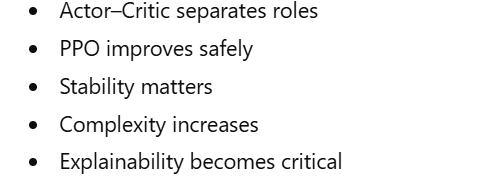 • Actor–Critic separates roles
• PPO improves safely
• Stability matters
• Complexity increases
• Explainability becomes critical